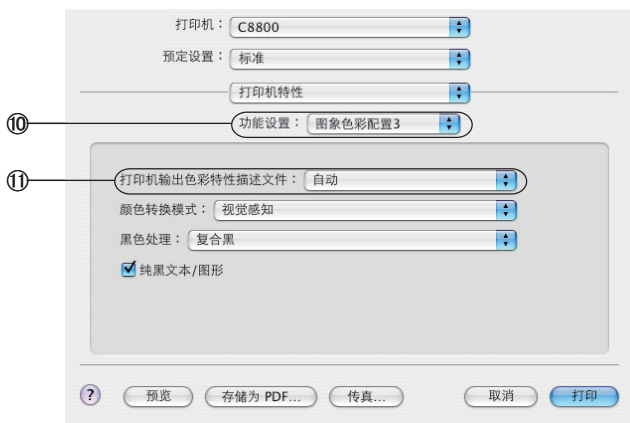 打印机： C8800
预定设置： 标准
打印机特性
⑩ 功能设置： 图象色彩配置3
⑪ 打印机输出色彩特性描述文件： 自动
颜色转换模式： 视觉感知
黑色处理： 复合黑
纯黑文本/图形
? 预览 存储为 PDF... 传真... 取消 打印